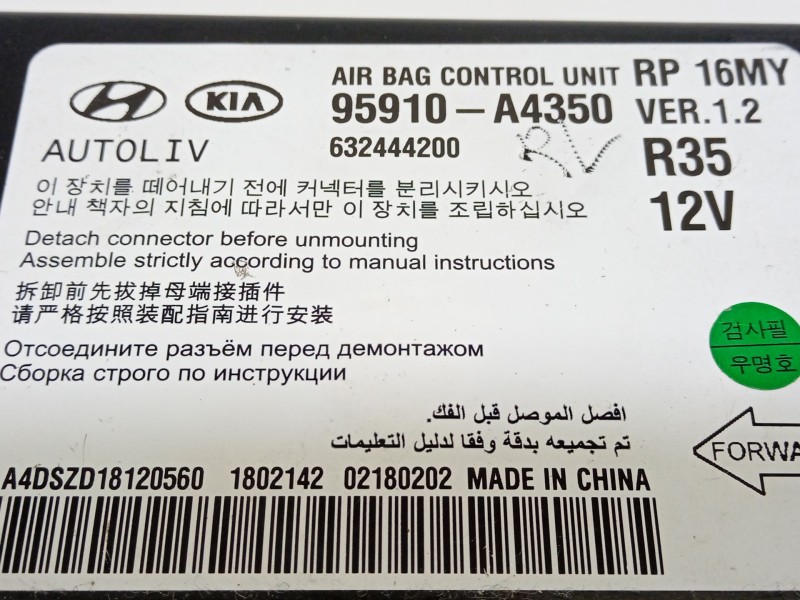 KIA
AIR BAG CONTROL UNIT RP 16MY
95910-A4350 VER.1.2
AUTOLIV 632444200 RV R35
12V
이 장치를 떼어내기 전에 커넥터를 분리시키시오
안내 책자의 지침에 따라서만 이 장치를 조립하십시오
Detach connector before unmounting
Assemble strictly according to manual instructions
拆卸前先拔掉母端接插件
请严格按照装配指南进行安装
검사필
우명호
Отсоедините разъём перед демонтажом
Сборка строго по инструкции
افصل الموصل قبل الفك.
تم تجميعه بدقة وفقا لدليل التعليمات
FORWA
A4DSZD18120560 1802142 02180202 MADE IN CHINA